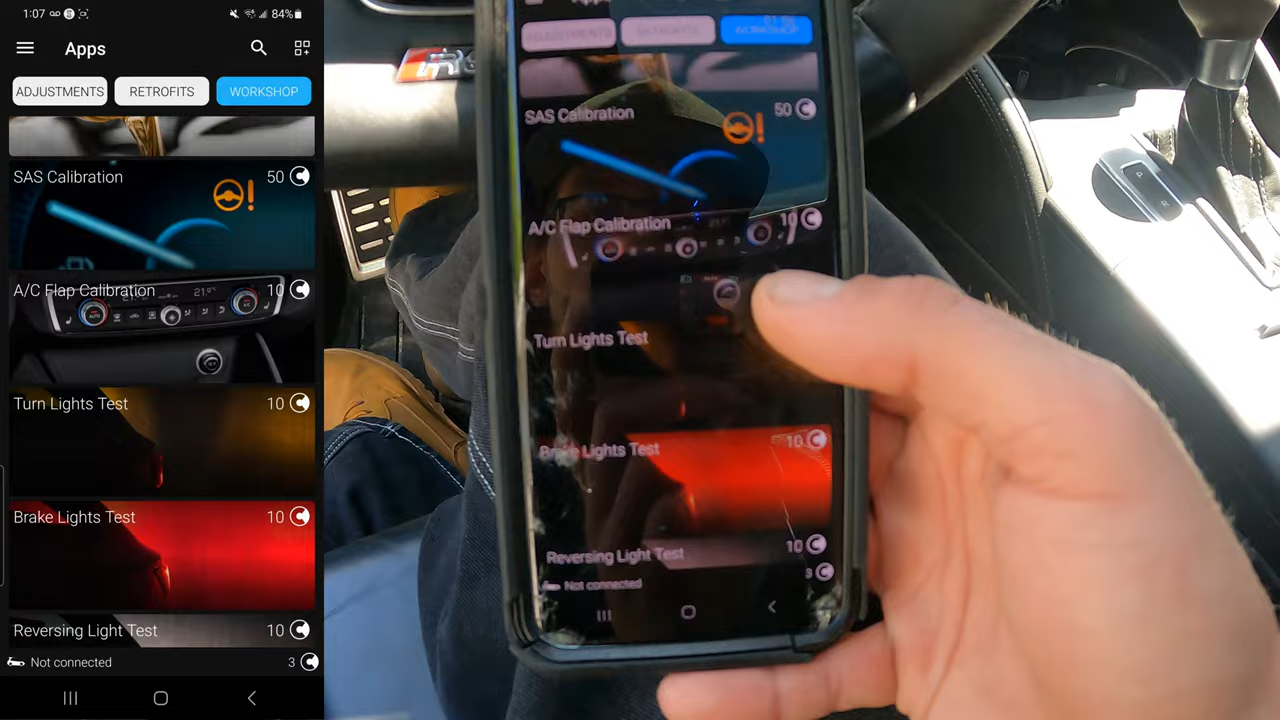 1:07 84%
Apps
ADJUSTMENTS RETROFITS WORKSHOP
SAS Calibration 50
A/C Flap Calibration 10
Turn Lights Test 10
Brake Lights Test 10
Reversing Light Test 10
Not connected 3
SAS Calibration 50
A/C Flap Calibration 10
Turn Lights Test
Brake Lights Test 10
Reversing Light Test 10
Not connected